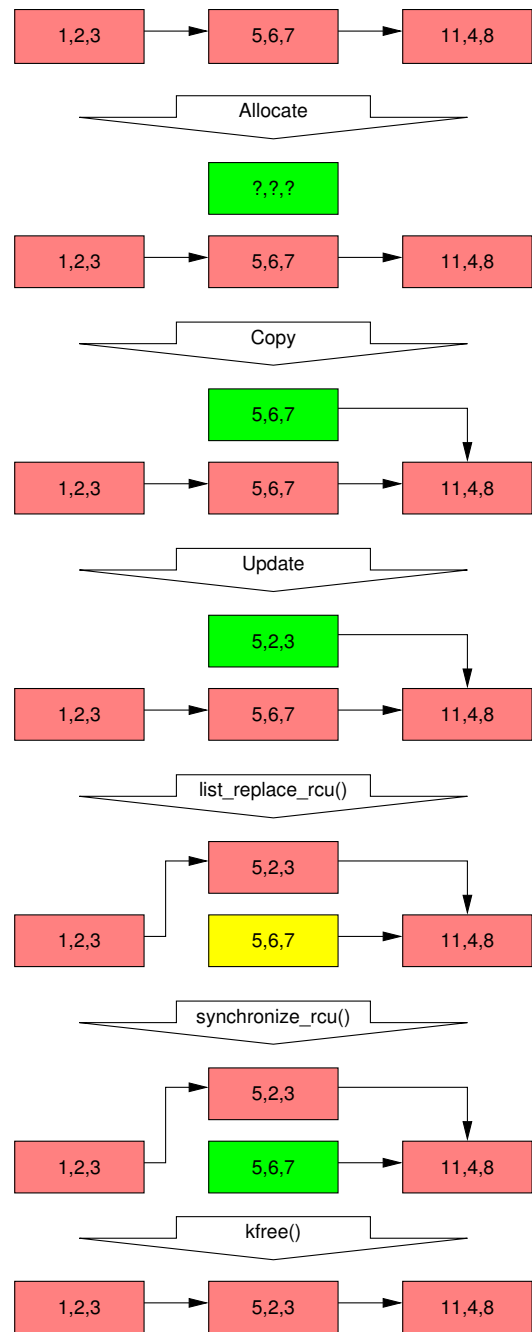 1,2,3 5,6,7 11,4,8
Allocate
?,?,?
1,2,3 5,6,7 11,4,8
Copy
5,6,7
1,2,3 5,6,7 11,4,8
Update
5,2,3
1,2,3 5,6,7 11,4,8
list_replace_rcu()
5,2,3
1,2,3 5,6,7 11,4,8
synchronize_rcu()
5,2,3
1,2,3 5,6,7 11,4,8
kfree()
1,2,3 5,2,3 11,4,8